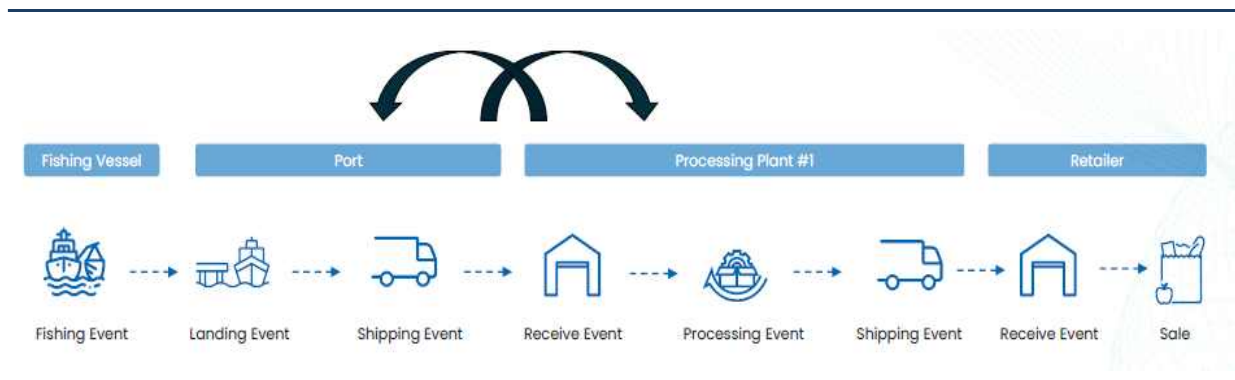 Fishing Vessel Port Processing Plant #1 Retailer
Fishing Event Landing Event Shipping Event Receive Event Processing Event Shipping Event Receive Event Sale